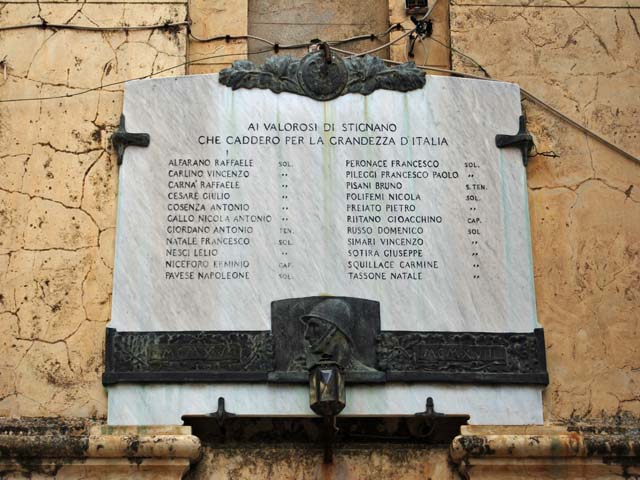 AI VALOROSI DI STIGNANO
CHE CADDERO PER LA GRANDEZZA D'ITALIA
ALFARANO RAFFAELE SOL.
CARLINO VINCENZO "
CARNÀ RAFFAELE "
CESARE GIULIO "
COSENZA ANTONIO "
GALLO NICOLA ANTONIO "
GIORDANO ANTONIO TEN.
NATALE FRANCESCO SOL.
NESCI LELIO "
NICEFORO ERMINIO CAP.
PAVESE NAPOLEONE SOL.
PERONACE FRANCESCO SOL.
PILEGGI FRANCESCO PAOLO "
PISANI BRUNO S. TEN.
POLIFEMI NICOLA SOL.
PREIATO PIETRO "
RIITANO GIOACCHINO CAP.
RUSSO DOMENICO SOL.
SIMARI VINCENZO "
SOTIRA GIUSEPPE "
SQUILLACE CARMINE "
TASSONE NATALE "